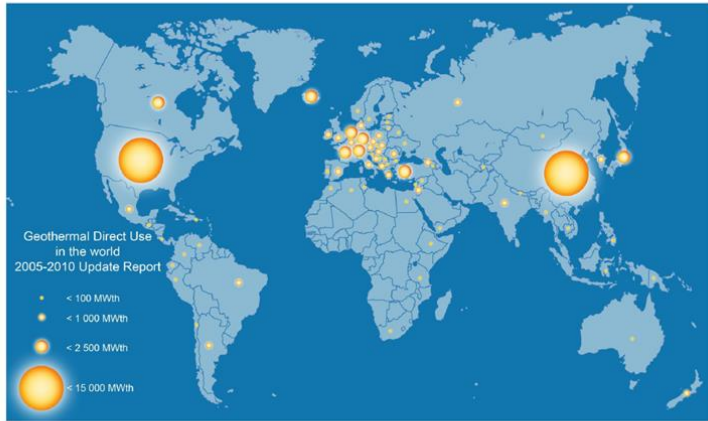 Geothermal Direct Use
in the world
2005-2010 Update Report
< 100 MWth
< 1 000 MWth
< 2 500 MWth
< 15 000 MWth